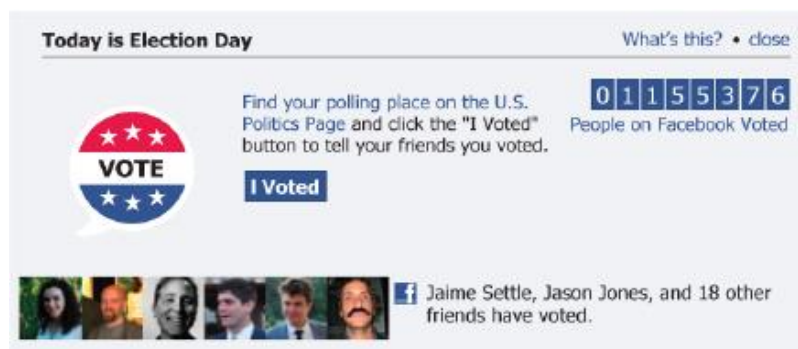 Today is Election Day
What's this? • close
Find your polling place on the U.S.
Politics Page and click the "I Voted"
button to tell your friends you voted.
0 1 1 5 5 3 7 6
People on Facebook Voted
VOTE
I Voted
f Jaime Settle, Jason Jones, and 18 other
friends have voted.